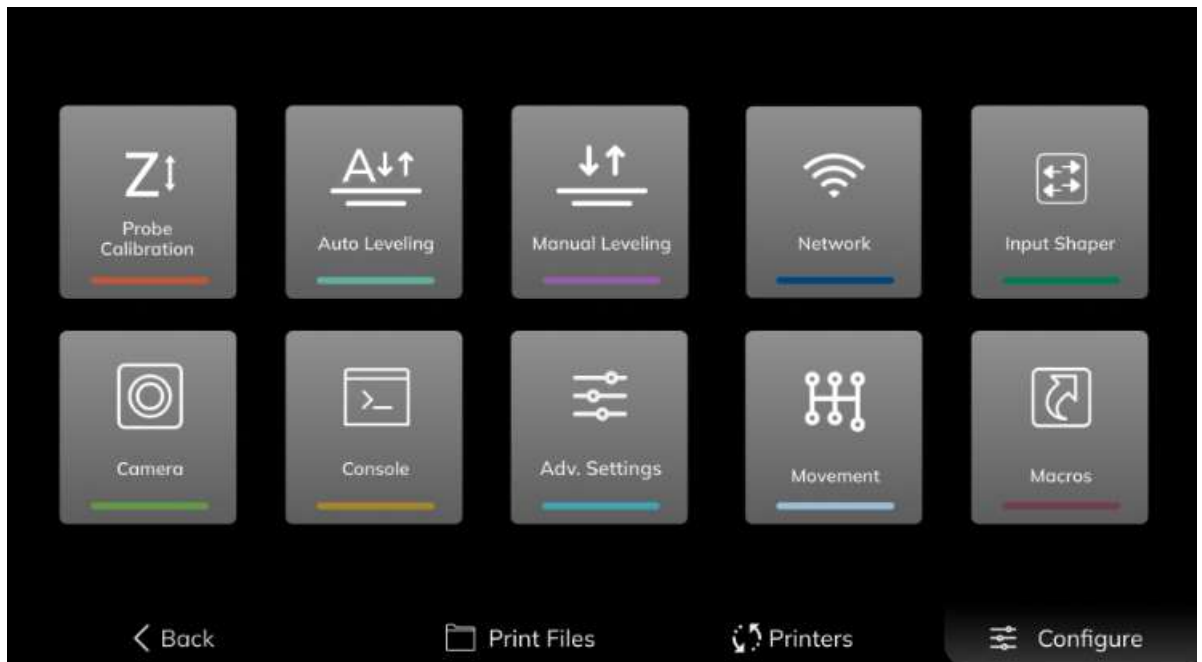 Z
A
Probe
Calibration
Auto Leveling
Manual Leveling
Network
Input Shaper
>_
Camera
Console
Adv. Settings
Movement
Macros
Back
Print Files
Printers
Configure